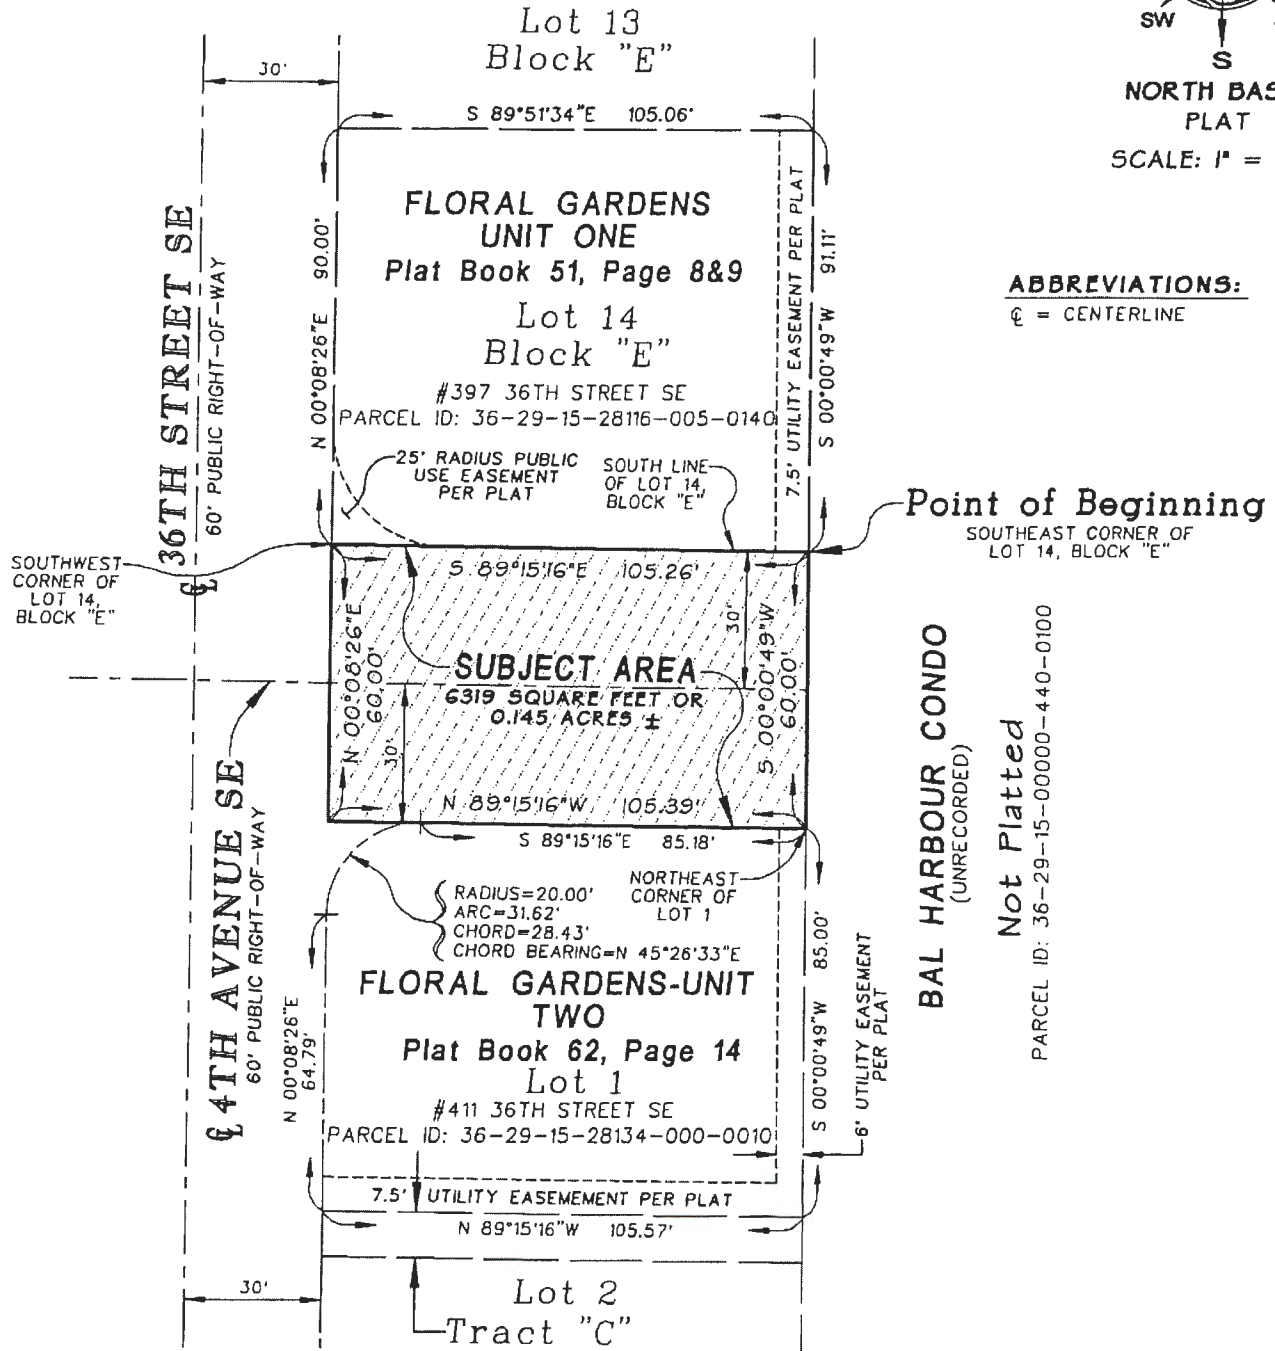 Lot 13
Block "E"
SW
S
NORTH BAS
PLAT
SCALE: 1" =
30'
S 89°51'34"E 105.06'
FLORAL GARDENS
UNIT ONE
Plat Book 51, Page 8&9
Lot 14
Block "E"
#397 36TH STREET SE
PARCEL ID: 36-29-15-28116-005-0140
N 00°08'26"E 90.00'
7.5' UTILITY EASEMENT PER PLAT
S 00°00'49"W 91.11'
ABBREVIATIONS:
℄ = CENTERLINE
℄ 36TH STREET SE
60' PUBLIC RIGHT-OF-WAY
25' RADIUS PUBLIC
USE EASEMENT
PER PLAT
SOUTH LINE
OF LOT 14,
BLOCK "E"
Point of Beginning
SOUTHEAST CORNER OF
LOT 14, BLOCK "E"
SOUTHWEST
CORNER OF
LOT 14,
BLOCK "E"
S 89°15'16"E 105.26'
N 00°08'26"E
60.00'
30'
SUBJECT AREA
6319 SQUARE FEET OR
0.145 ACRES ±
30'
S 00°00'49"W
60.00'
N 89°15'16"W 105.39'
S 89°15'16"E 85.18'
℄ 4TH AVENUE SE
60' PUBLIC RIGHT-OF-WAY
RADIUS=20.00'
ARC=31.62'
CHORD=28.43'
CHORD BEARING=N 45°26'33"E
NORTHEAST
CORNER OF
LOT 1
BAL HARBOUR CONDO
(UNRECORDED)
Not Platted
PARCEL ID: 36-29-15-00000-440-0100
FLORAL GARDENS-UNIT
TWO
Plat Book 62, Page 14
Lot 1
#411 36TH STREET SE
PARCEL ID: 36-29-15-28134-000-0010
N 00°08'26"E
64.79'
S 00°00'49"W 85.00'
6' UTILITY EASEMENT
PER PLAT
7.5' UTILITY EASEMEMENT PER PLAT
N 89°15'16"W 105.57'
30'
Lot 2
Tract "C"